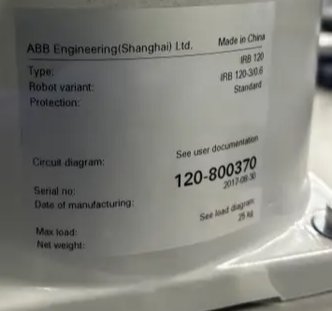 ABB Engineering(Shanghai) Ltd. Made in China
Type: IRB 120
Robot variant: IRB 120-3/0.6
Protection: Standard
Circuit diagram: See user documentation
Serial no: 120-800370
Date of manufacturing: 2017-08-30
Max load: See load diagram
Net weight: 25 kg